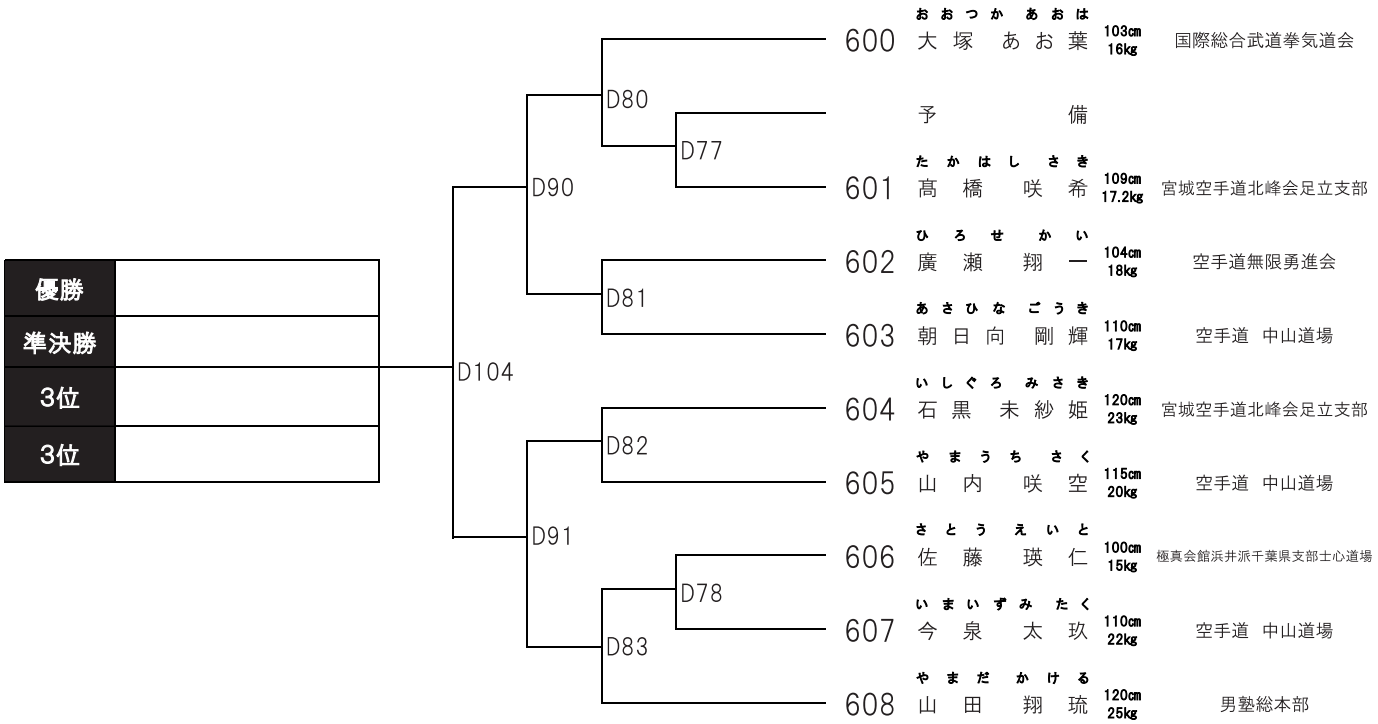 おおつか あおは
600 大塚 あお葉 103cm 16kg 国際総合武道拳気道会
D80
予備
D77
たかはし さき
601 髙橋 咲希 109cm 17.2kg 宮城空手道北峰会足立支部
D90
ひろせ かい
602 廣瀬 翔一 104cm 18kg 空手道無限勇進会
D81
あさひな ごうき
603 朝日向 剛輝 110cm 17kg 空手道 中山道場
優勝
準決勝
3位
3位
D104
いしぐろ みさき
604 石黒 未紗姫 120cm 23kg 宮城空手道北峰会足立支部
D82
やまうち さく
605 山内 咲空 115cm 20kg 空手道 中山道場
D91
さとう えいと
606 佐藤 瑛仁 100cm 15kg 極真会館浜井派千葉県支部士心道場
D78
いまいずみ たく
607 今泉 太玖 110cm 22kg 空手道 中山道場
D83
やまだ かける
608 山田 翔琉 120cm 25kg 男塾総本部